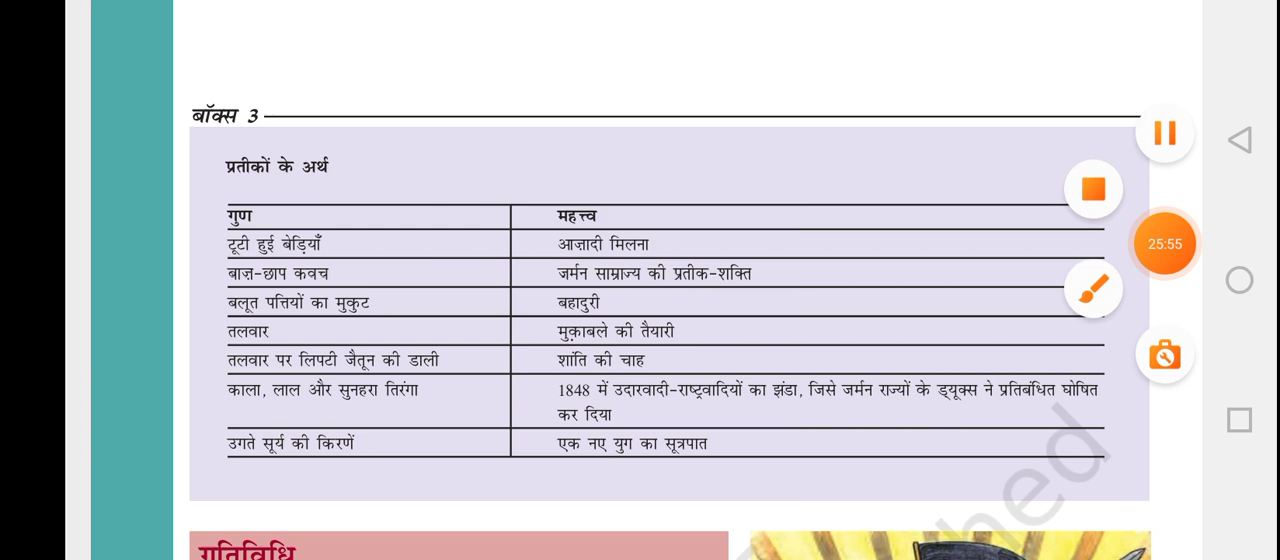 बॉक्स 3
प्रतीकों के अर्थ
गुण महत्त्व
टूटी हुई बेड़ियाँ आज़ादी मिलना
बाज़-छाप कवच जर्मन साम्राज्य की प्रतीक-शक्ति
बलूत पत्तियों का मुकुट बहादुरी
तलवार मुक़ाबले की तैयारी
तलवार पर लिपटी जैतून की डाली शांति की चाह
काला, लाल और सुनहरा तिरंगा 1848 में उदारवादी-राष्ट्रवादियों का झंडा, जिसे जर्मन राज्यों के ड्यूक्स ने प्रतिबंधित घोषित
कर दिया
उगते सूर्य की किरणें एक नए युग का सूत्रपात
25:55
गतिविधि